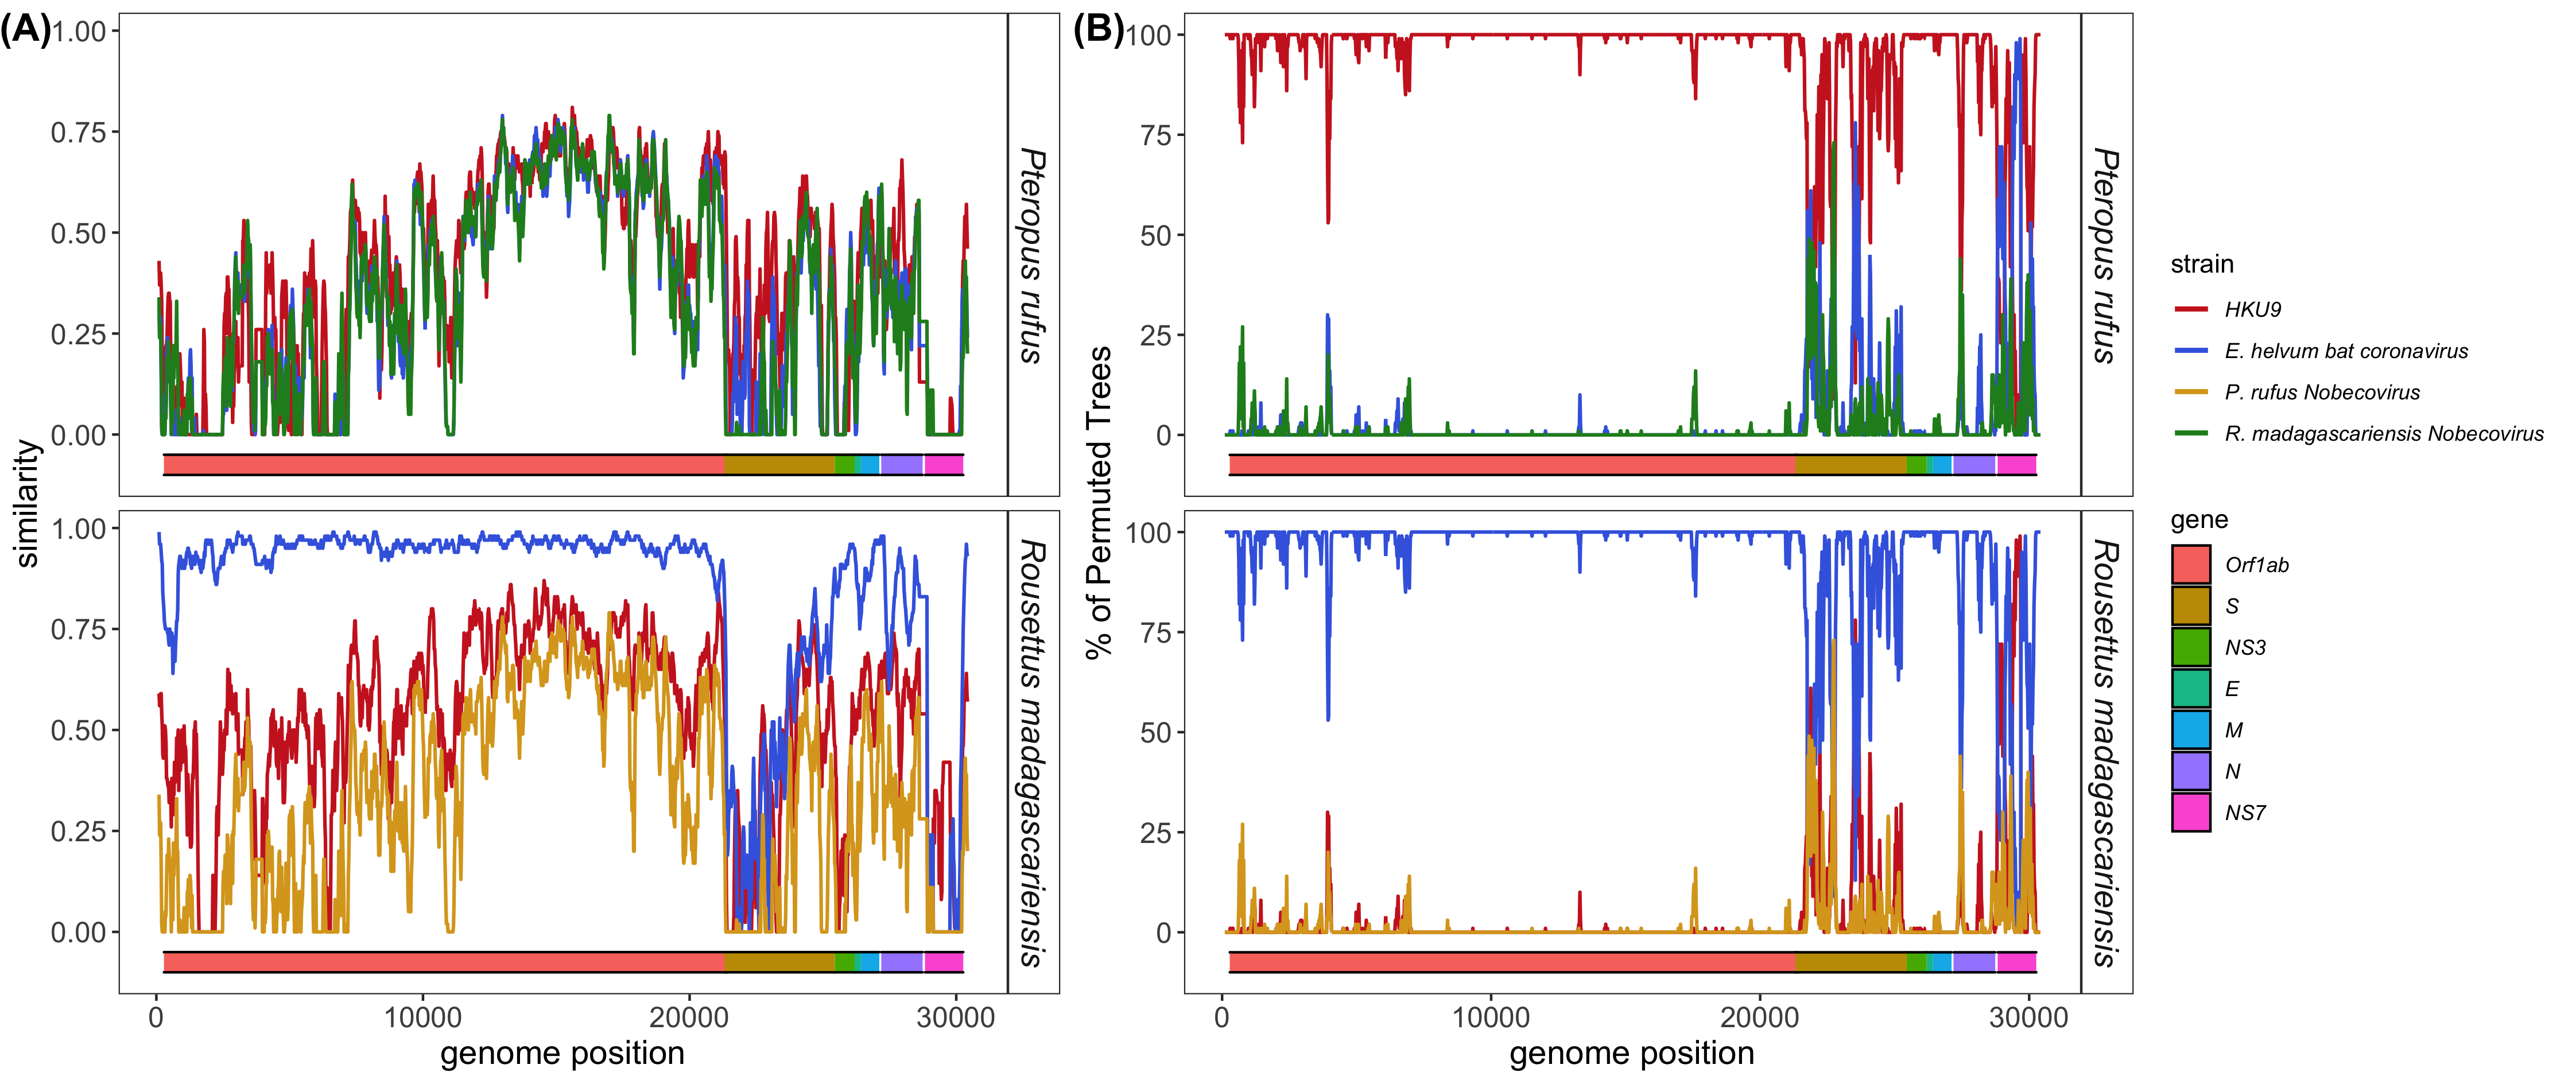 (A)
1.00
0.75
0.50
0.25
0.00
Pteropus rufus
1.00
0.75
0.50
0.25
0.00
Rousettus madagascariensis
similarity
0 10000 20000 30000
genome position
(B)
100
75
50
25
0
Pteropus rufus
100
75
50
25
0
Rousettus madagascariensis
% of Permuted Trees
0 10000 20000 30000
genome position
strain
HKU9
E. helvum bat coronavirus
P. rufus Nobecovirus
R. madagascariensis Nobecovirus
gene
Orf1ab
S
NS3
E
M
N
NS7